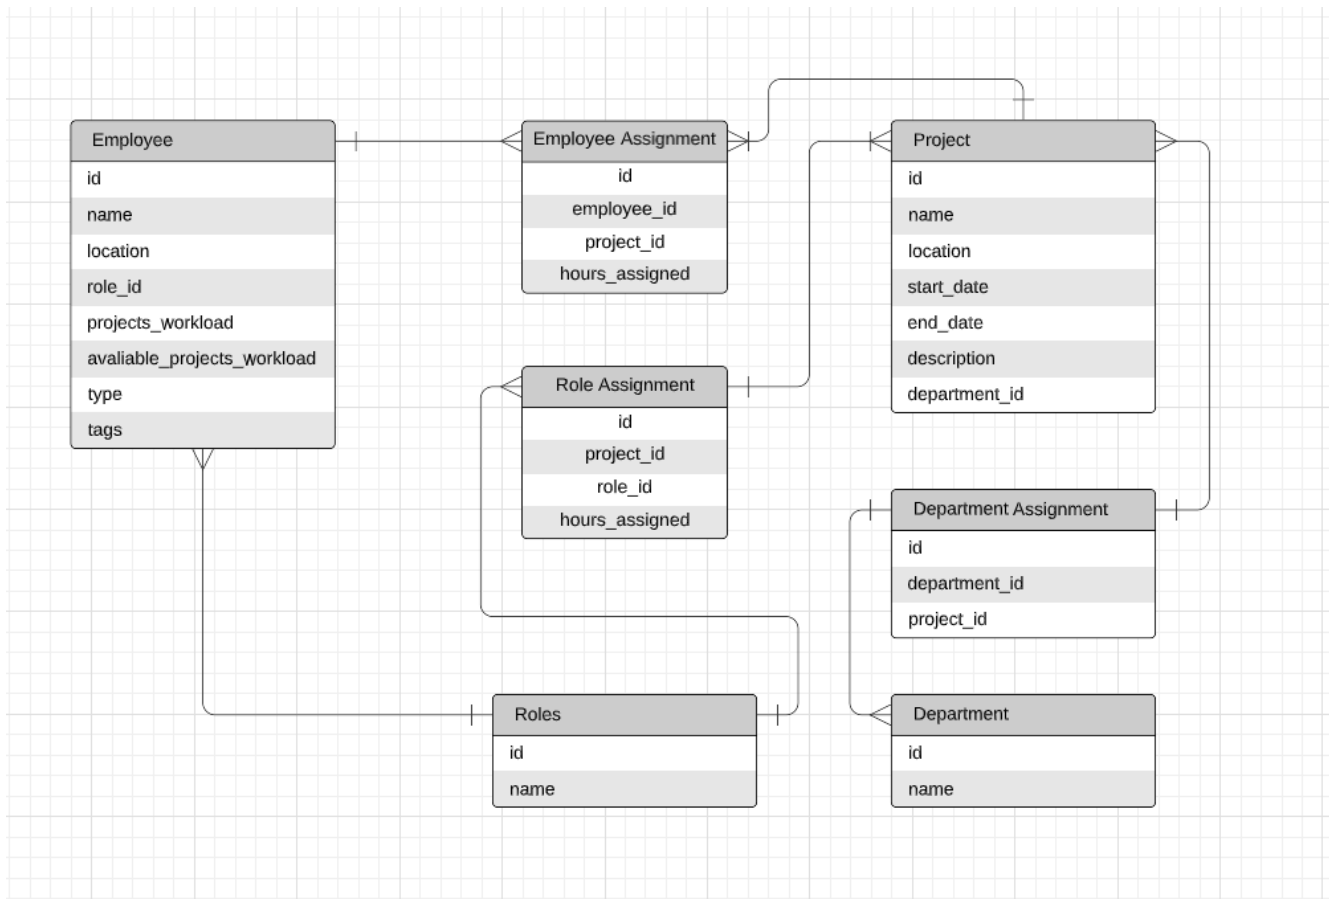 Employee
id
name
location
role_id
projects_workload
avaliable_projects_workload
type
tags
Employee Assignment
id
employee_id
project_id
hours_assigned
Project
id
name
location
start_date
end_date
description
department_id
Role Assignment
id
project_id
role_id
hours_assigned
Department Assignment
id
department_id
project_id
Roles
id
name
Department
id
name